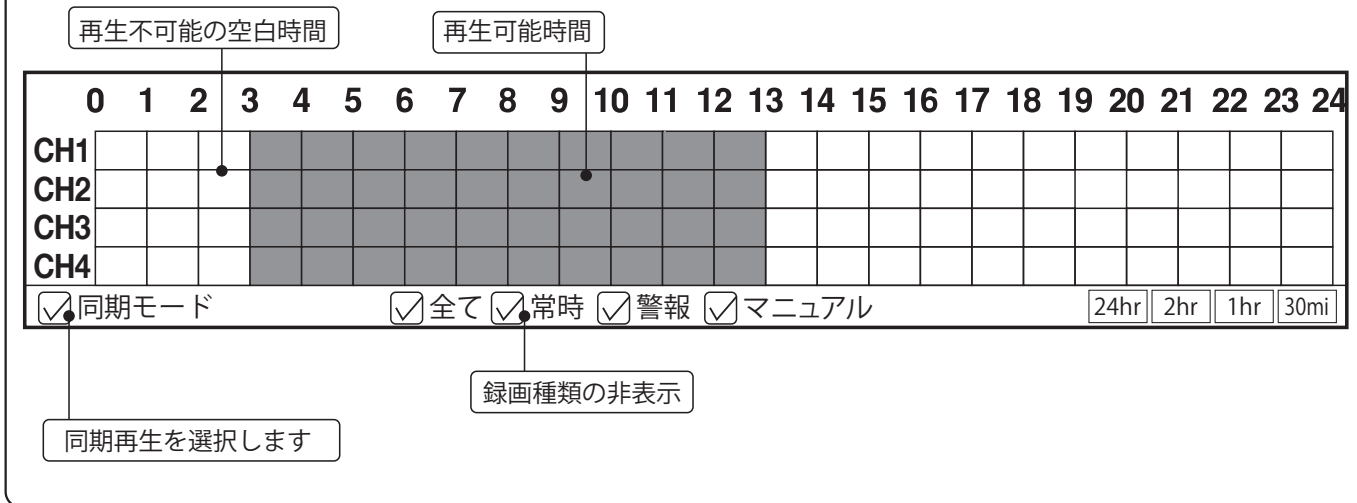 再生不可能の空白時間 再生可能時間
0 1 2 3 4 5 6 7 8 9 10 11 12 13 14 15 16 17 18 19 20 21 22 23 24
CH1
CH2
CH3
CH4
同期モード 全て 常時 警報 マニュアル 24hr 2hr 1hr 30mi
録画種類の非表示
同期再生を選択します